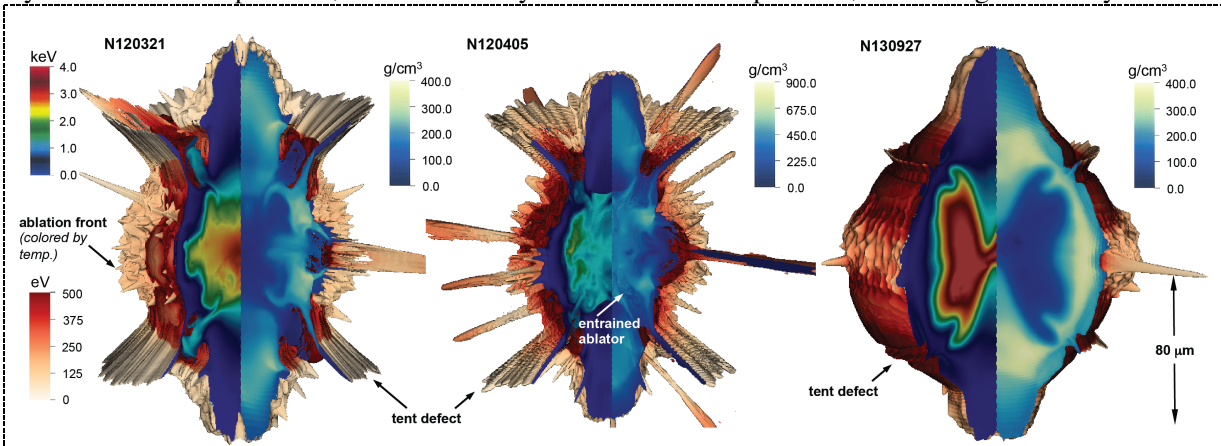 N120321
N120405
N130927
keV
4.0
3.0
2.0
1.0
0.0
g/cm³
400.0
300.0
200.0
100.0
0.0
g/cm³
900.0
675.0
450.0
225.0
0.0
g/cm³
400.0
300.0
200.0
100.0
0.0
ablation front
(colored by
temp.)
eV
500
375
250
125
0
entrained
ablator
tent defect
tent defect
80 µm